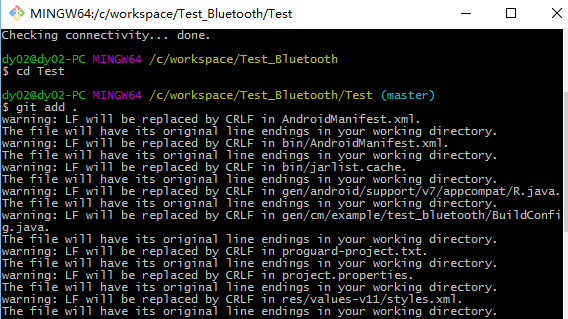 MINGW64:/c/workspace/Test_Bluetooth/Test
Checking connectivity... done.
dy02@dy02-PC MINGW64 /c/workspace/Test_Bluetooth
$ cd Test
dy02@dy02-PC MINGW64 /c/workspace/Test_Bluetooth/Test (master)
$ git add .
warning: LF will be replaced by CRLF in AndroidManifest.xml.
The file will have its original line endings in your working directory.
warning: LF will be replaced by CRLF in bin/AndroidManifest.xml.
The file will have its original line endings in your working directory.
warning: LF will be replaced by CRLF in bin/jarlist.cache.
The file will have its original line endings in your working directory.
warning: LF will be replaced by CRLF in gen/android/support/v7/appcompat/R.java.
The file will have its original line endings in your working directory.
warning: LF will be replaced by CRLF in gen/cm/example/test_bluetooth/BuildConfi
g.java.
The file will have its original line endings in your working directory.
warning: LF will be replaced by CRLF in proguard-project.txt.
The file will have its original line endings in your working directory.
warning: LF will be replaced by CRLF in project.properties.
The file will have its original line endings in your working directory.
warning: LF will be replaced by CRLF in res/values-v11/styles.xml.
The file will have its original line endings in your working directory.